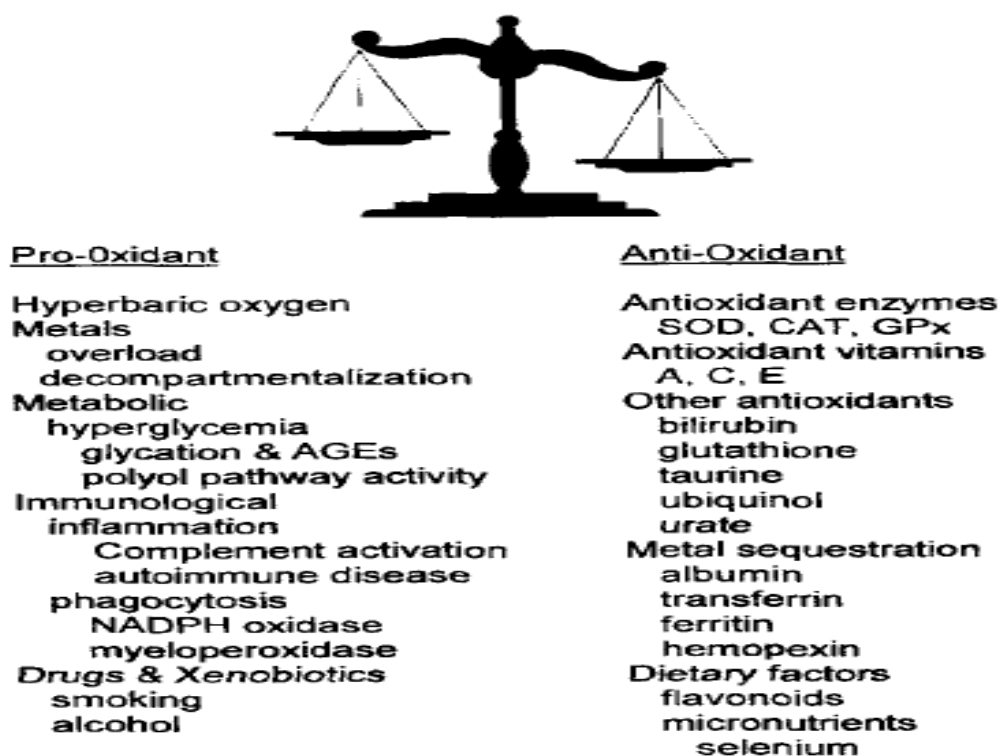 Pro-Oxidant
Hyperbaric oxygen
Metals
overload
decompartmentalization
Metabolic
hyperglycemia
glycation & AGEs
polyol pathway activity
Immunological
inflammation
Complement activation
autoimmune disease
phagocytosis
NADPH oxidase
myeloperoxidase
Drugs & Xenobiotics
smoking
alcohol
Anti-Oxidant
Antioxidant enzymes
SOD, CAT, GPx
Antioxidant vitamins
A, C, E
Other antioxidants
bilirubin
glutathione
taurine
ubiquinol
urate
Metal sequestration
albumin
transferrin
ferritin
hemopexin
Dietary factors
flavonoids
micronutrients
selenium